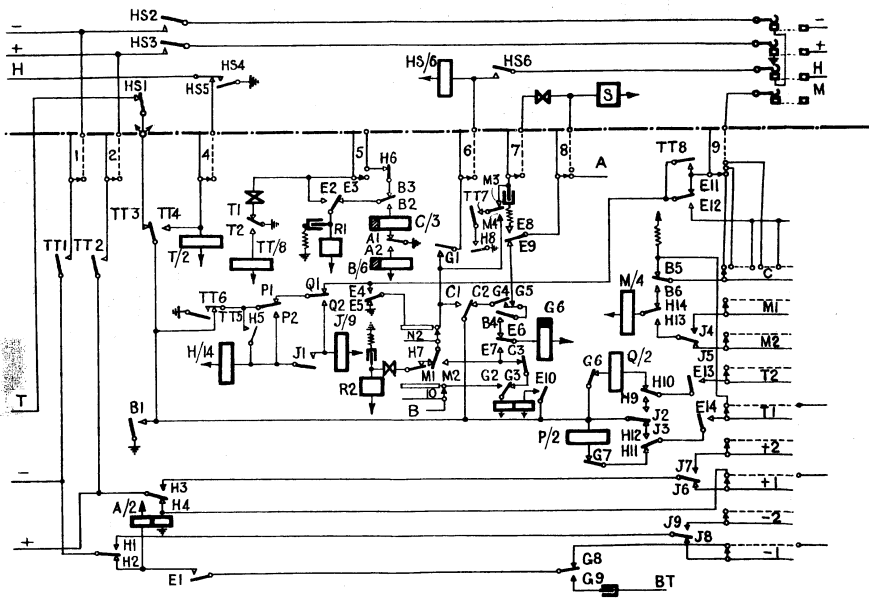 HS2
−
−
HS3
+
+
H
HS4
HS/6
HS6
H
HS5
S
M
HS1
1
2
4
5
6
7
8
A
9
TT8
H6
M3
TT7
M4
H8
E2
E3
B3
B2
E11
E12
TT3
TT4
T1
T2
R1
C/3
A1
A2
B/6
G1
E8
E9
TT1
TT2
T/2
TT/8
B5
C
B6
M/4
H14
H13
M1
P1
Q1
E4
E5
C1
G2
G4
G5
G6
TT6
TT5
P2
Q2
J/9
B4
E6
J4
H5
N2
E7
C3
G6
Q/2
J5
M2
H/14
J1
H7
M1
M2
E13
T2
R2
G2
G3
E10
H10
H9
T
10
B
E14
T1
B1
J2
J3
P/2
H12
H11
G7
+2
−
H3
J7
J6
+1
A/2
H4
−2
J9
J8
+
H1
H2
G8
−1
E1
G9
BT